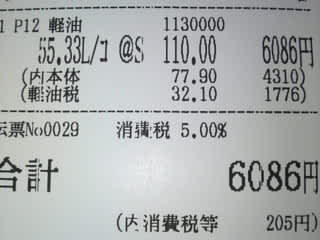 1 P12 軽油 1130000
55.33L/ｺ @S 110.00 6086円
(内本体 77.90 4310)
(軽油税 32.10 1776)
伝票No0029 消費税 5.00%
合計 6086円
(内消費税等 205円)